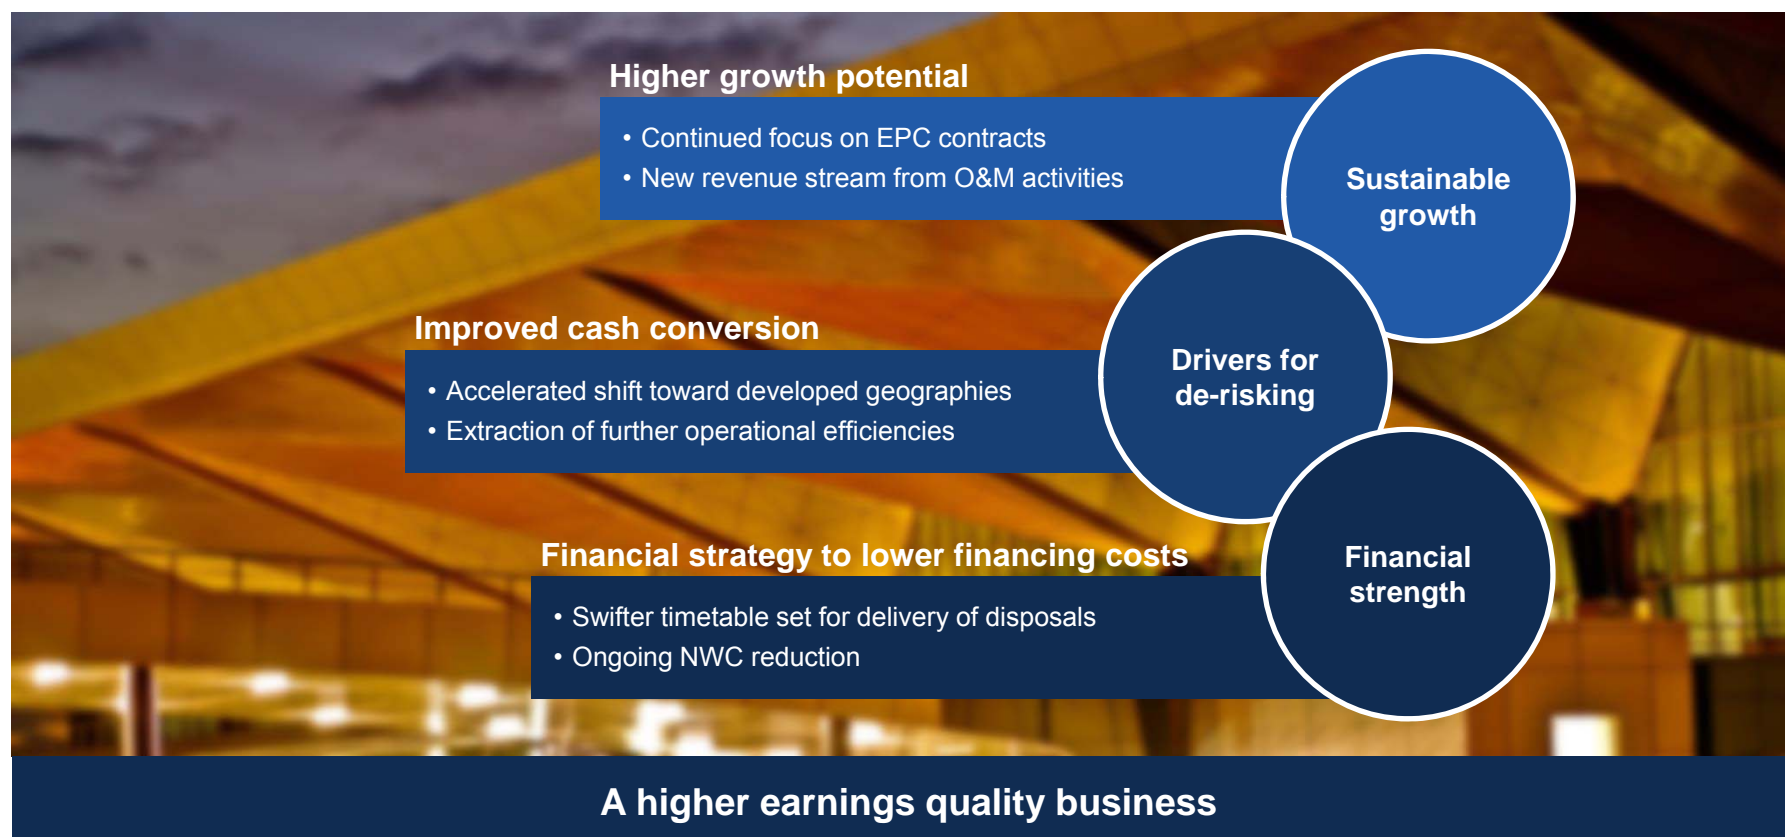 Higher growth potential
• Continued focus on EPC contracts
• New revenue stream from O&M activities
Sustainable
growth
Improved cash conversion
• Accelerated shift toward developed geographies
• Extraction of further operational efficiencies
Drivers for
de-risking
Financial strategy to lower financing costs
• Swifter timetable set for delivery of disposals
• Ongoing NWC reduction
Financial
strength
A higher earnings quality business